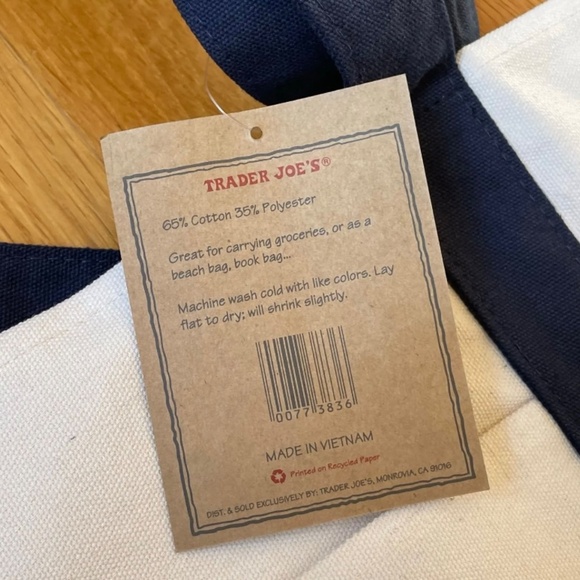 TRADER JOE'S®
65% Cotton 35% Polyester
Great for carrying groceries, or as a
beach bag, book bag...
Machine wash cold with like colors. Lay
flat to dry; will shrink slightly.
0077 3836
MADE IN VIETNAM
Printed on Recycled Paper
DIST. & SOLD EXCLUSIVELY BY: TRADER JOE'S, MONROVIA, CA 91016